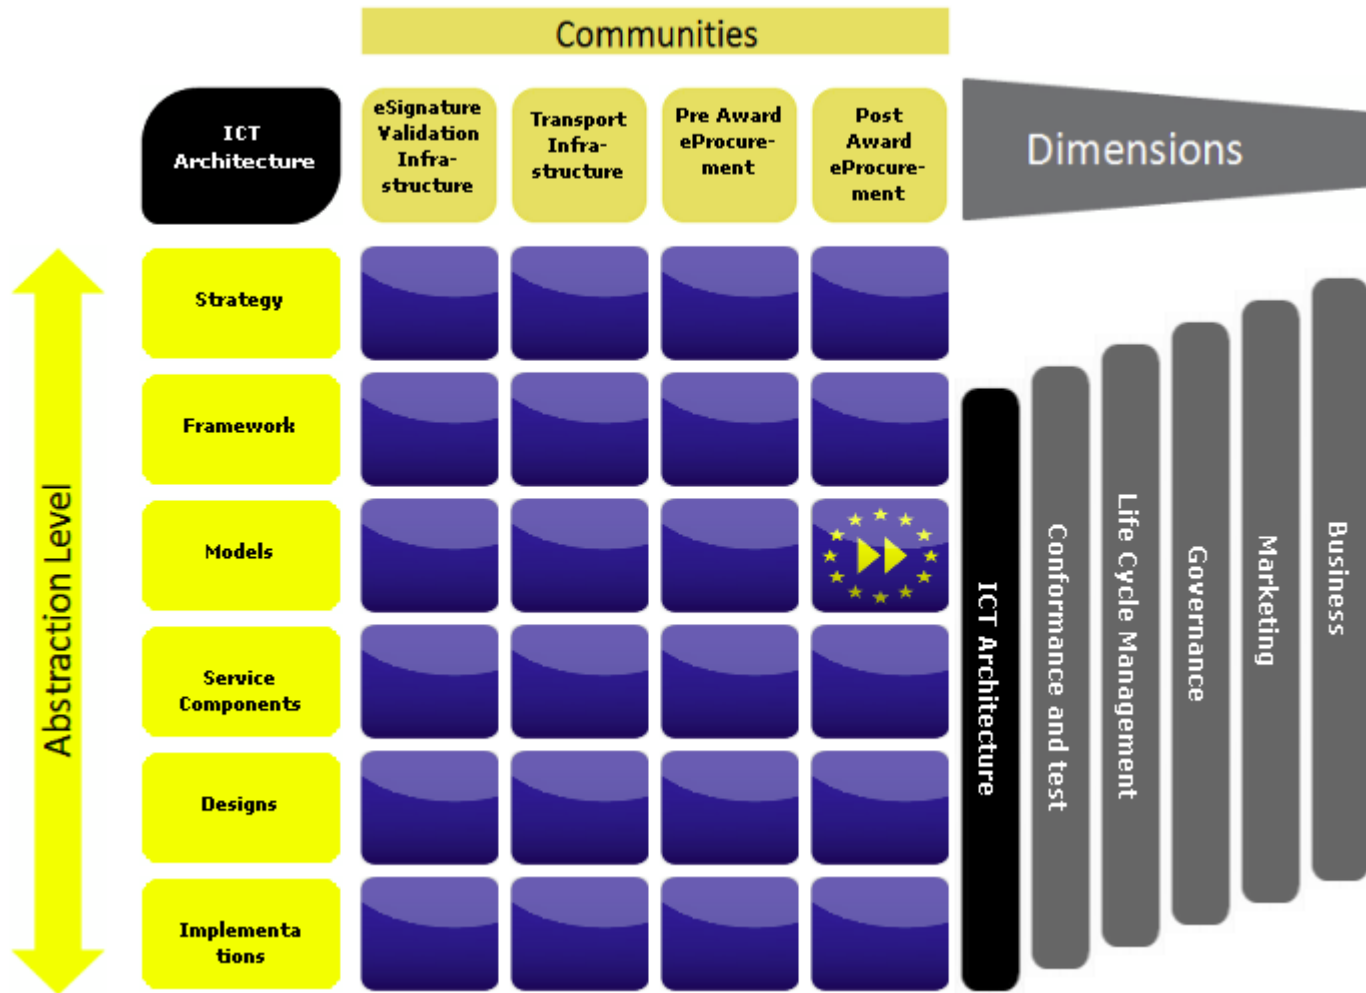 Communities
ICT
Architecture
eSignature
Validation
Infra-
structure
Transport
Infra-
structure
Pre Award
eProcure-
ment
Post
Award
eProcure-
ment
Dimensions
Abstraction Level
Strategy
Framework
Models
Service
Components
Designs
Implementa
tions
ICT Architecture
Conformance and test
Life Cycle Management
Governance
Marketing
Business